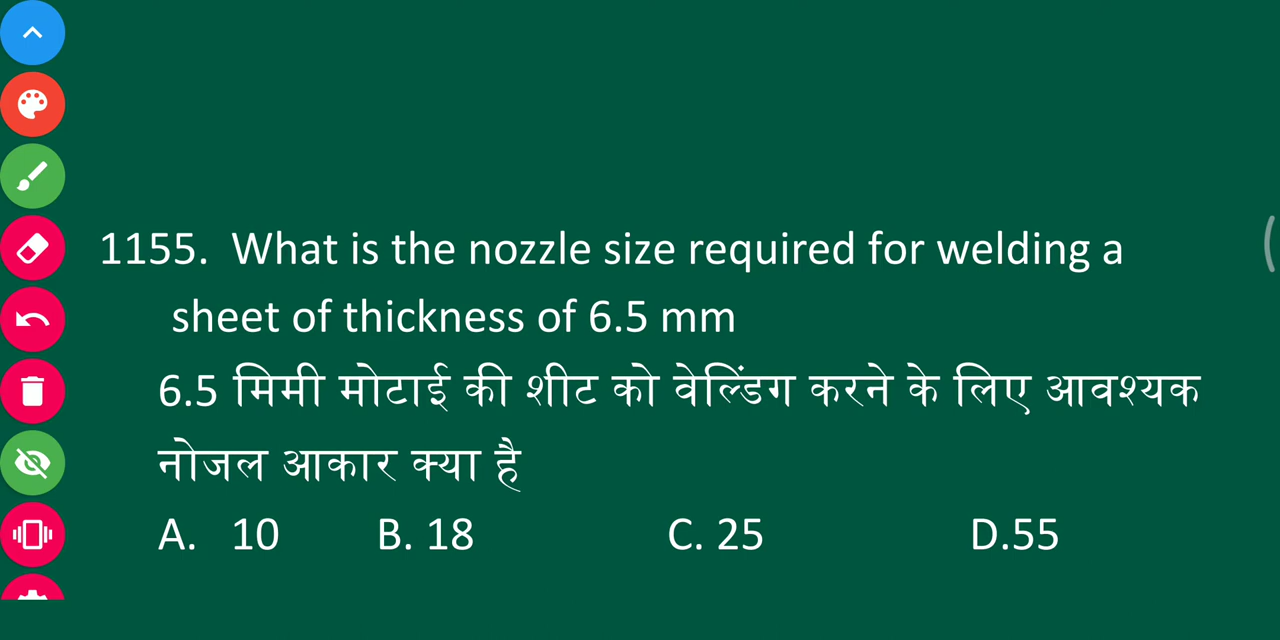 1155. What is the nozzle size required for welding a
sheet of thickness of 6.5 mm
6.5 मिमी मोटाई की शीट को वेल्डिंग करने के लिए आवश्यक
नोजल आकार क्या है
A. 10 B. 18 C. 25 D.55